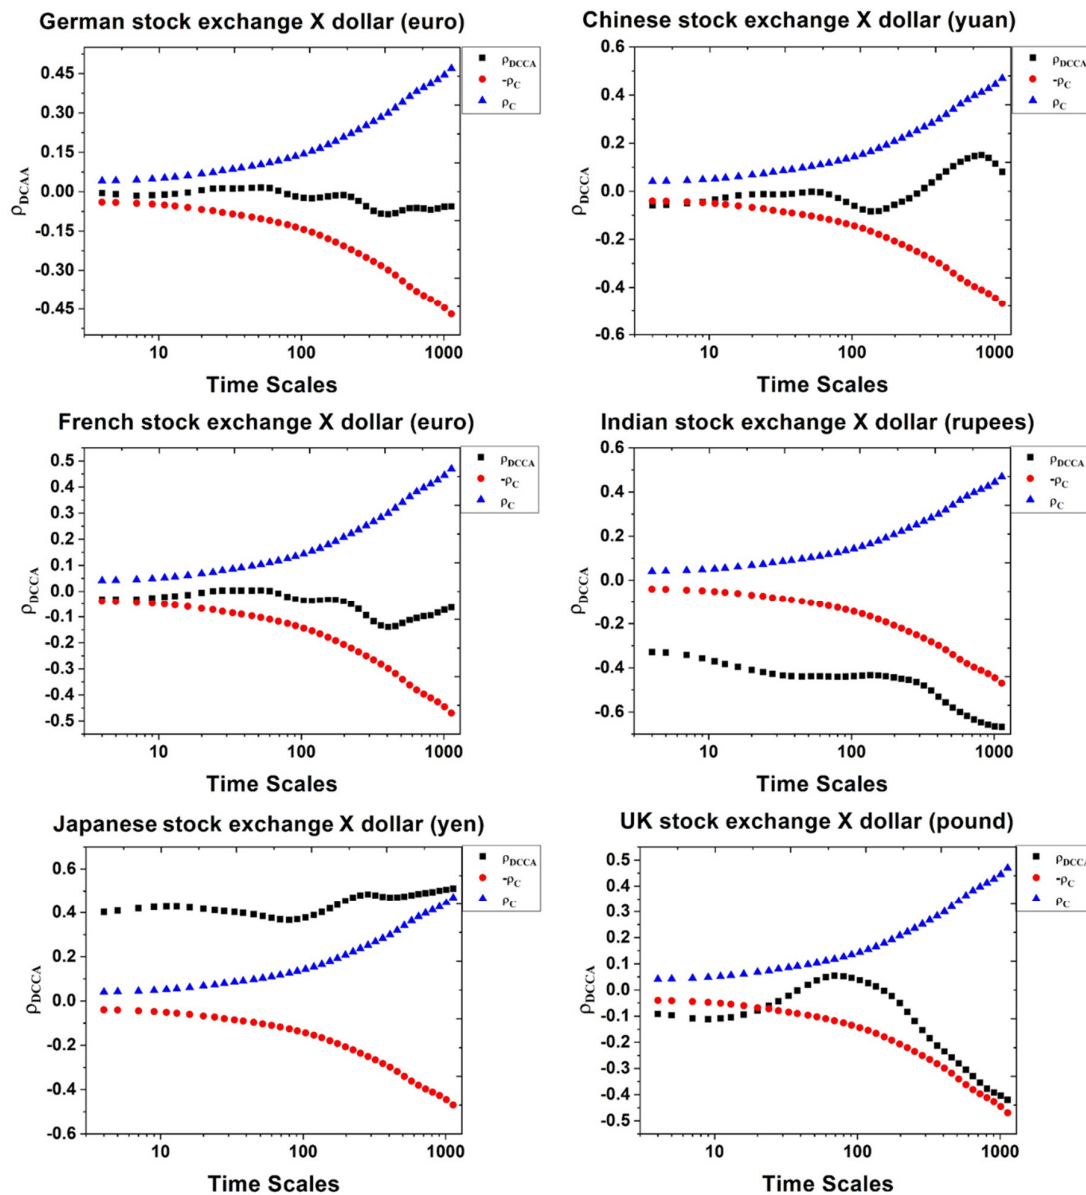 German stock exchange X dollar (euro)
ρDCCA
-ρC
ρC
0.45
0.30
0.15
0.00
-0.15
-0.30
-0.45
ρDCAA
10
100
1000
Time Scales
Chinese stock exchange X dollar (yuan)
ρDCCA
-ρC
ρC
0.6
0.4
0.2
-0.0
-0.2
-0.4
-0.6
ρDCCA
10
100
1000
Time Scales
French stock exchange X dollar (euro)
ρDCCA
-ρC
ρC
0.5
0.4
0.3
0.2
0.1
0.0
-0.1
-0.2
-0.3
-0.4
-0.5
ρDCCA
10
100
1000
Time Scales
Indian stock exchange X dollar (rupees)
ρDCCA
-ρC
ρC
0.6
0.4
0.2
0.0
-0.2
-0.4
-0.6
ρDCCA
10
100
1000
Time Scales
Japanese stock exchange X dollar (yen)
ρDCCA
-ρC
ρC
0.6
0.4
0.2
0.0
-0.2
-0.4
-0.6
ρDCCA
10
100
1000
Time Scales
UK stock exchange X dollar (pound)
ρDCCA
-ρC
ρC
0.5
0.4
0.3
0.2
0.1
0.0
-0.1
-0.2
-0.3
-0.4
-0.5
ρDCCA
10
100
1000
Time Scales